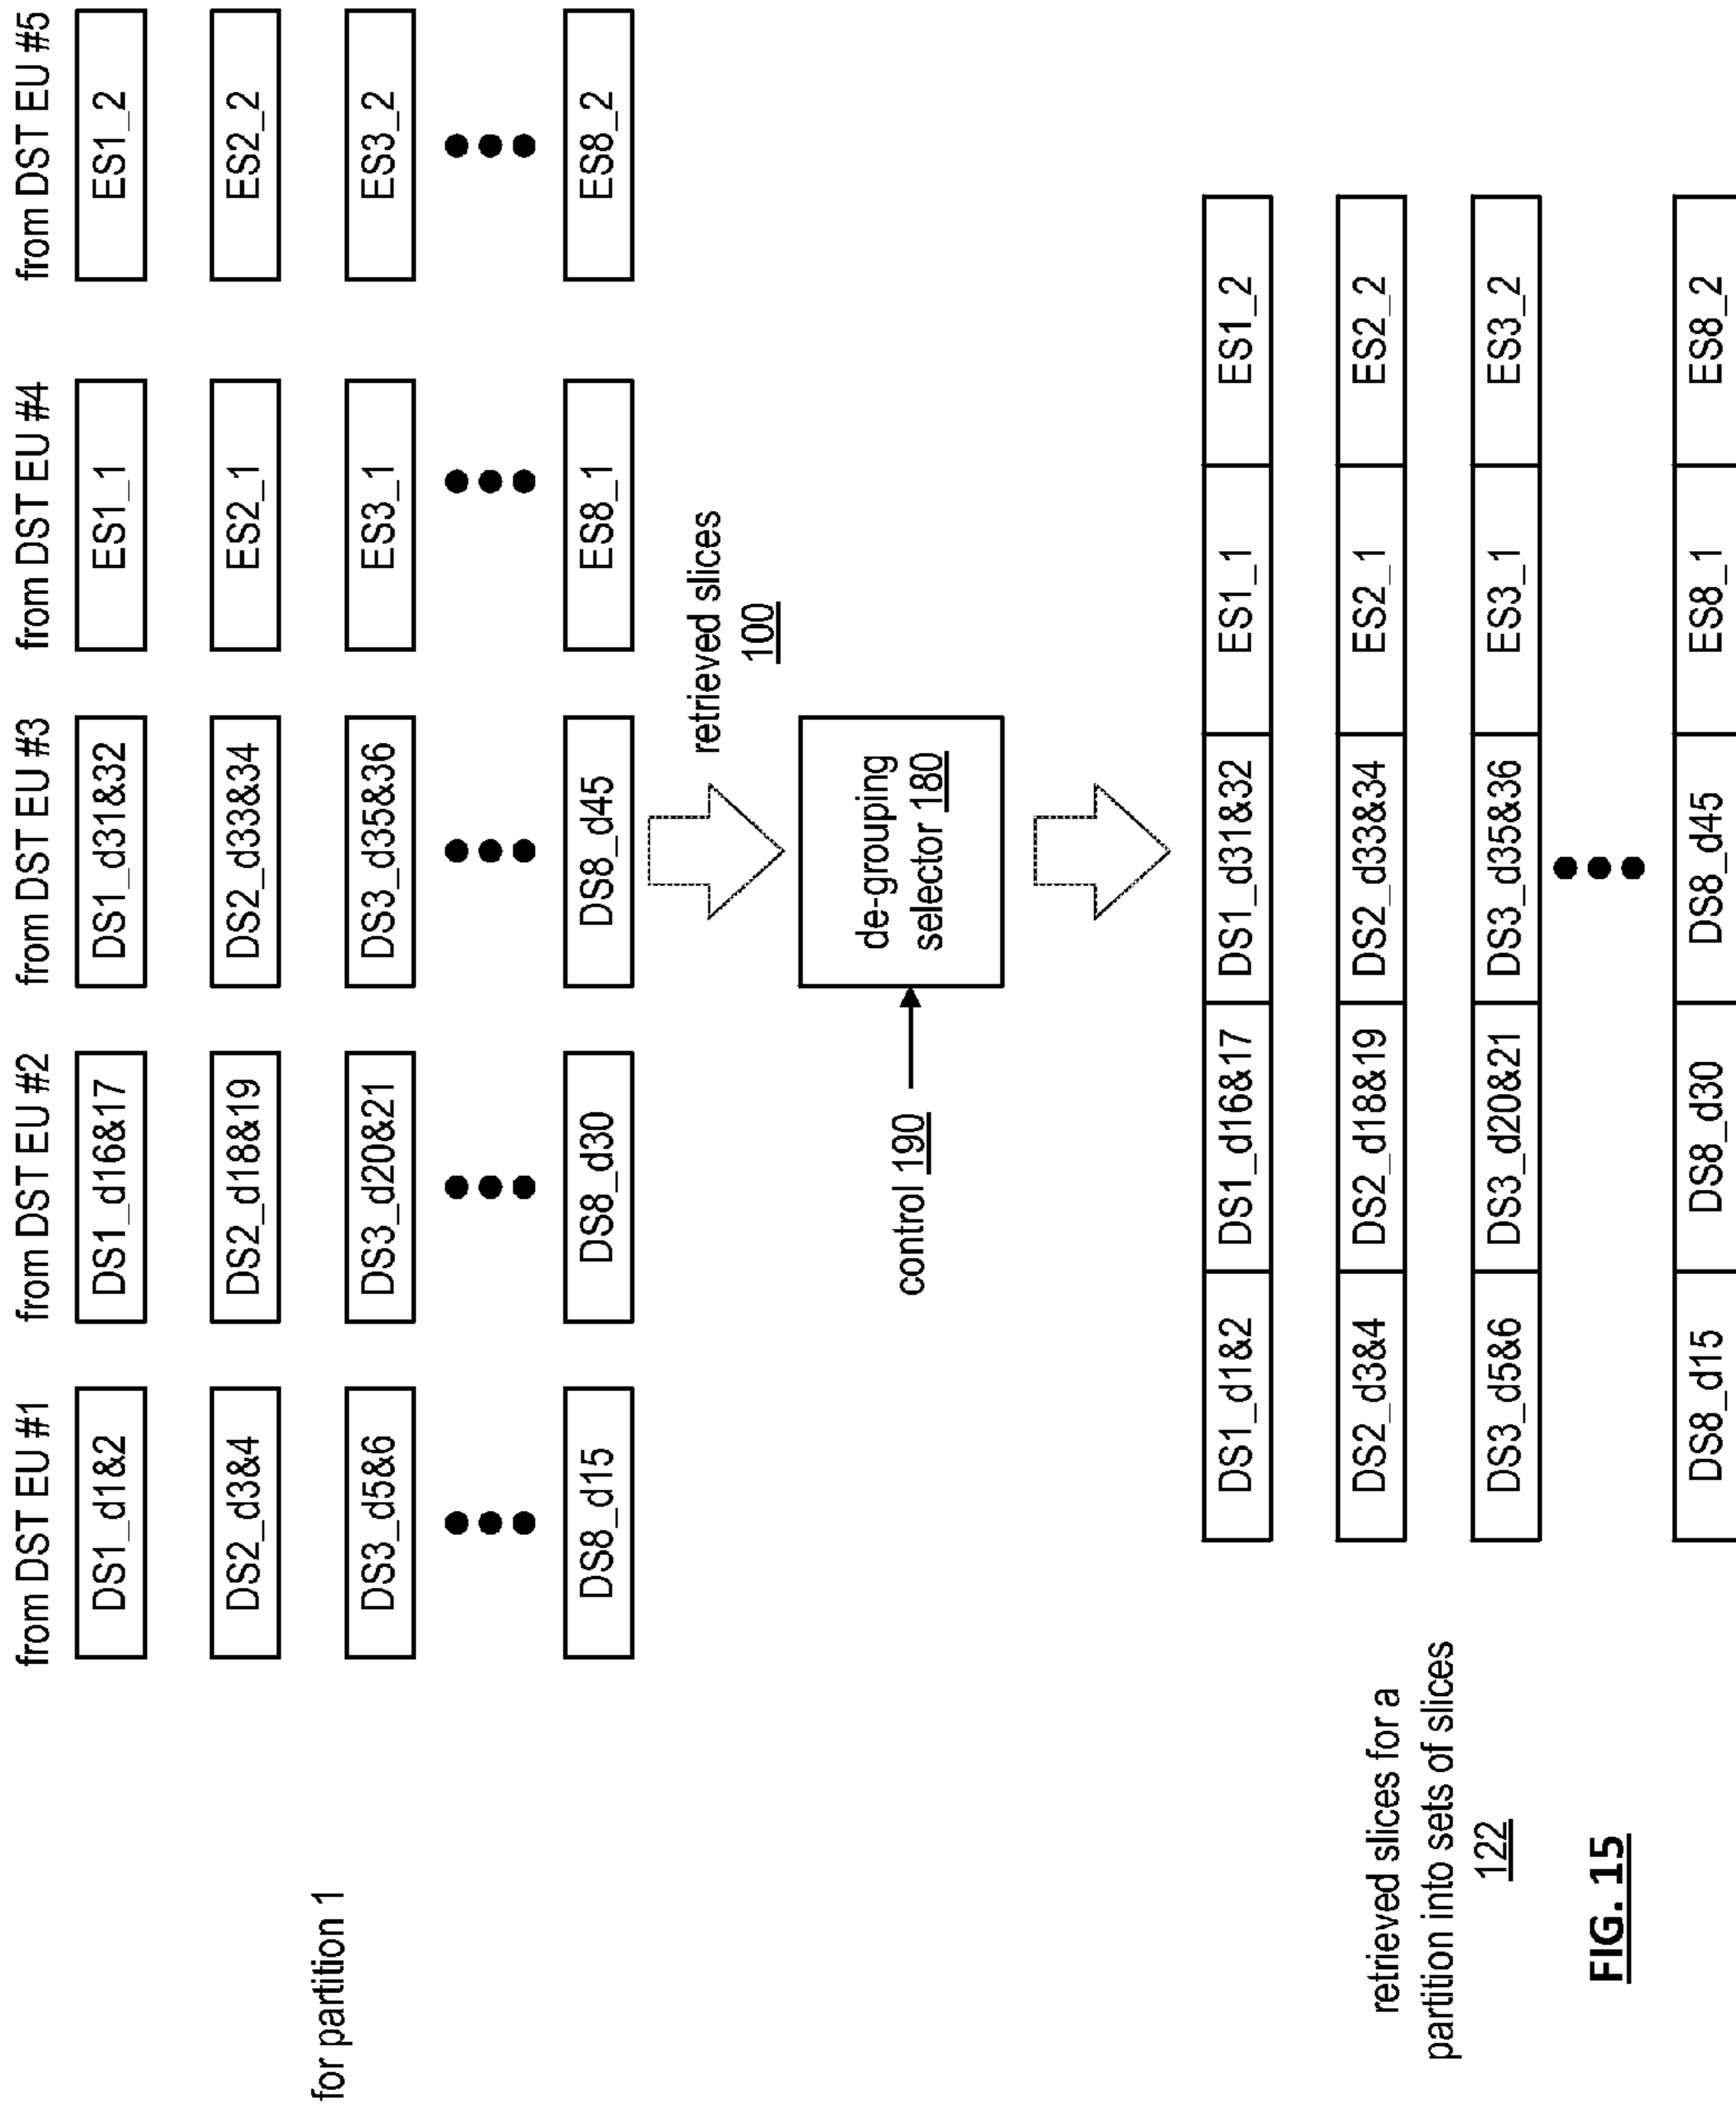 for partition 1
from DST EU #1
from DST EU #2
from DST EU #3
from DST EU #4
from DST EU #5
DS1_d1&2
DS1_d16&17
DS1_d31&32
ES1_1
ES1_2
DS2_d3&4
DS2_d18&19
DS2_d33&34
ES2_1
ES2_2
DS3_d5&6
DS3_d20&21
DS3_d35&36
ES3_1
ES3_2
DS8_d15
DS8_d30
DS8_d45
ES8_1
ES8_2
retrieved slices
100
control 190
de-grouping
selector 180
retrieved slices for a
partition into sets of slices
122
DS1_d1&2
DS1_d16&17
DS1_d31&32
ES1_1
ES1_2
DS2_d3&4
DS2_d18&19
DS2_d33&34
ES2_1
ES2_2
DS3_d5&6
DS3_d20&21
DS3_d35&36
ES3_1
ES3_2
DS8_d15
DS8_d30
DS8_d45
ES8_1
ES8_2
FIG. 15